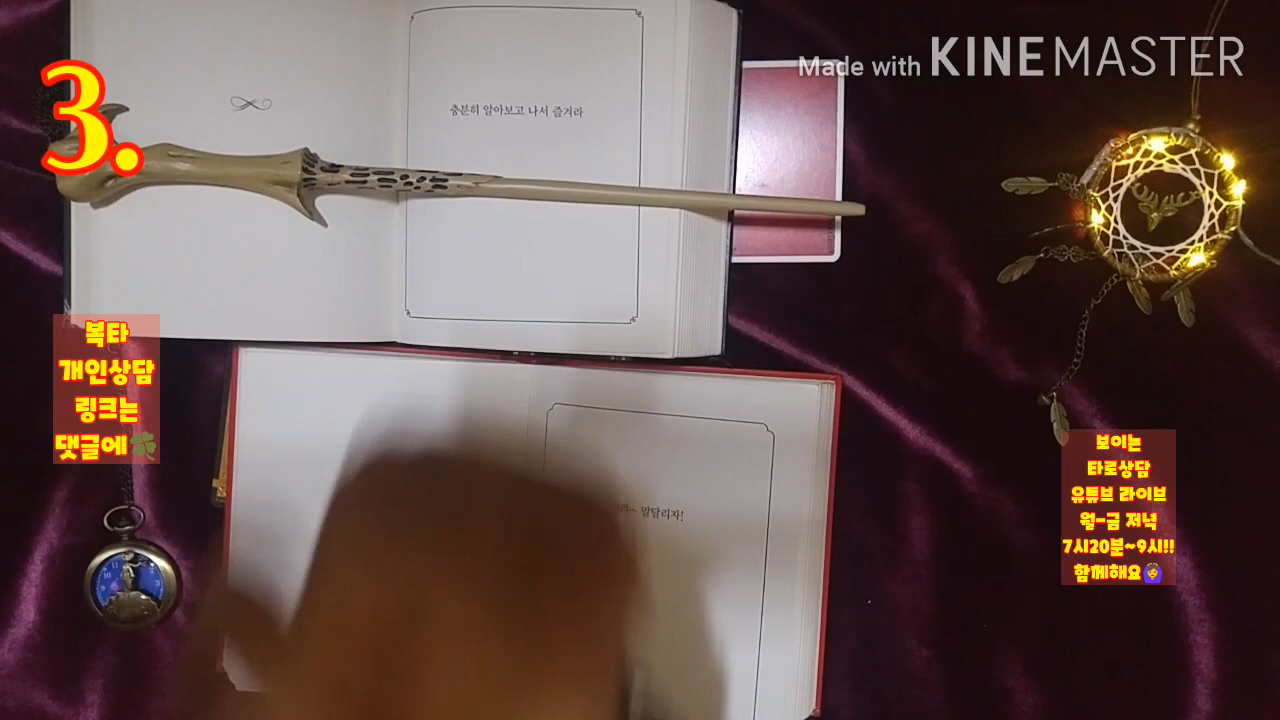 3.
Made with KINEMASTER
충분히 알아보고 나서 즐겨라
복타
개인상담
링크는
댓글에🍀
보이는
타로상담
유튜브 라이브
월-금 저녁
7시20분~9시!!
함께해요🙆‍♀️
말달리자!